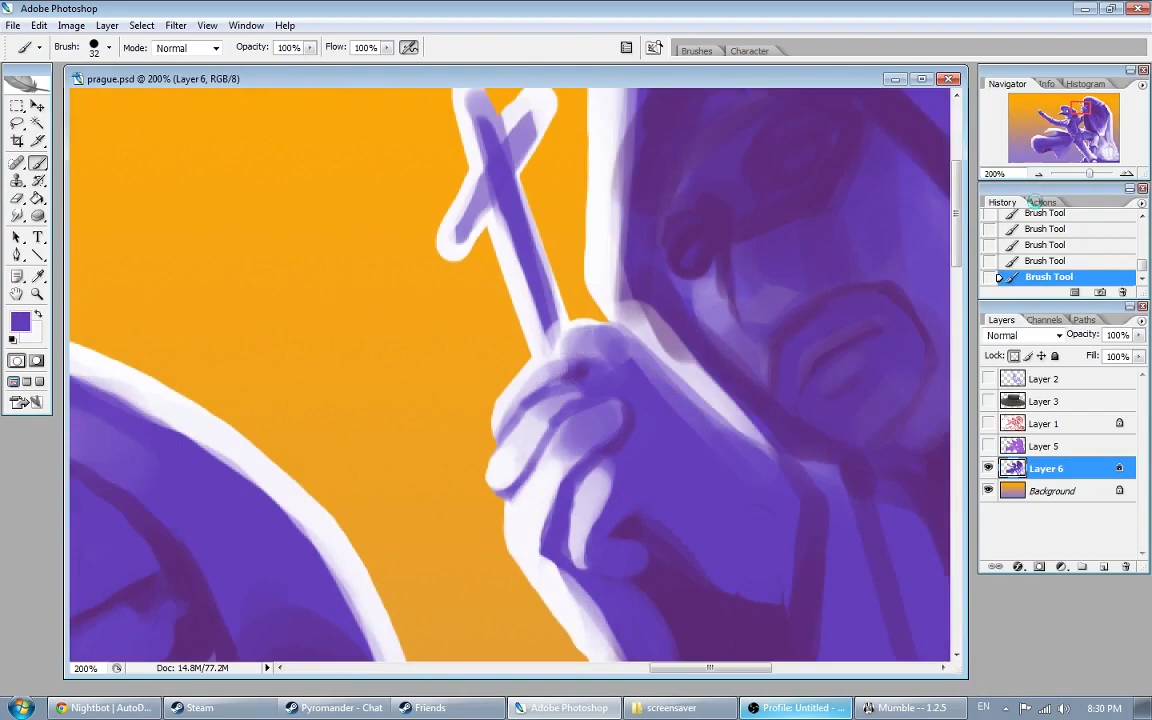 Adobe Photoshop
File Edit Image Layer Select Filter View Window Help
Brush: 32 Mode: Normal Opacity: 100% Flow: 100% Brushes Character
prague.psd @ 200% (Layer 6, RGB/8)
Navigator Info Histogram
200%
History Actions
Brush Tool
Brush Tool
Brush Tool
Brush Tool
Brush Tool
Layers Channels Paths
Normal Opacity: 100%
Lock: Fill: 100%
Layer 2
Layer 3
Layer 1
Layer 5
Layer 6
Background
200% Doc: 14.8M/77.2M
Nightbot | AutoD... Steam Pyromander - Chat Friends Adobe Photoshop screensaver Profile: Untitled - ... Mumble -- 1.2.5 EN 8:30 PM